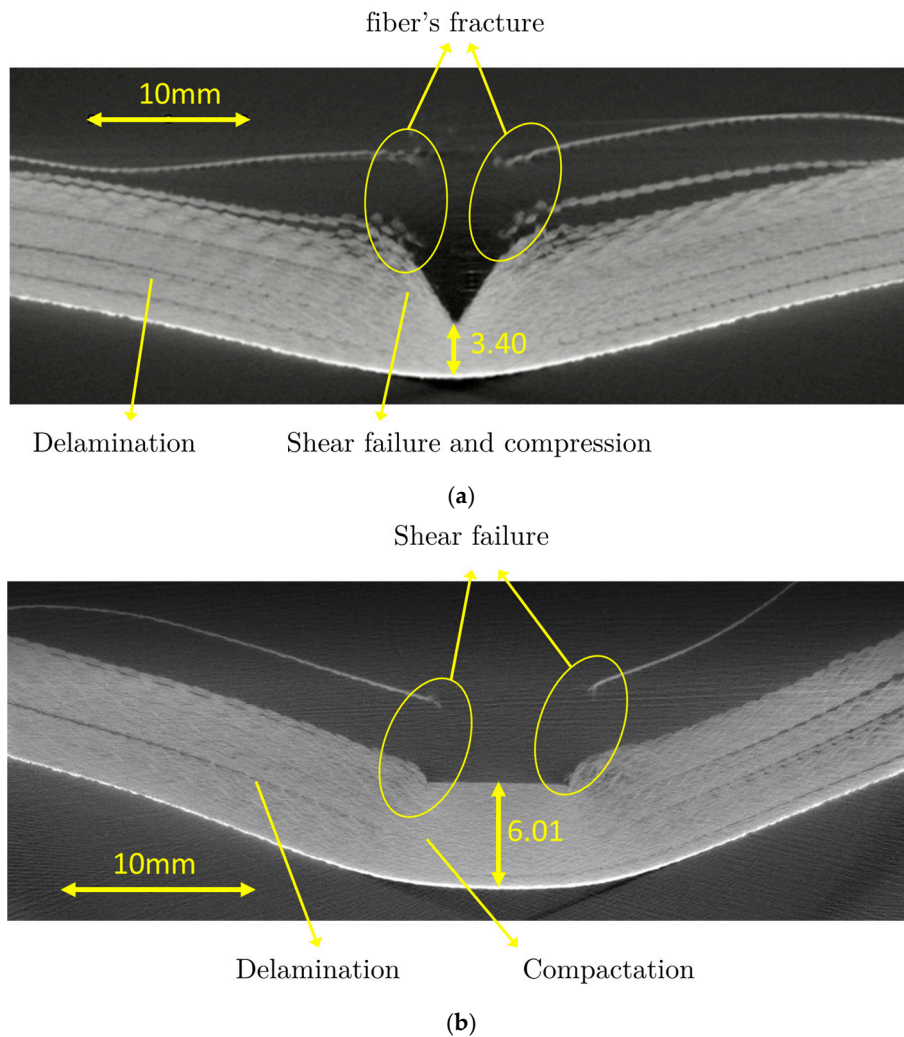 fiber's fracture
10mm
3.40
Delamination
Shear failure and compression
(a)
Shear failure
6.01
10mm
Delamination
Compactation
(b)